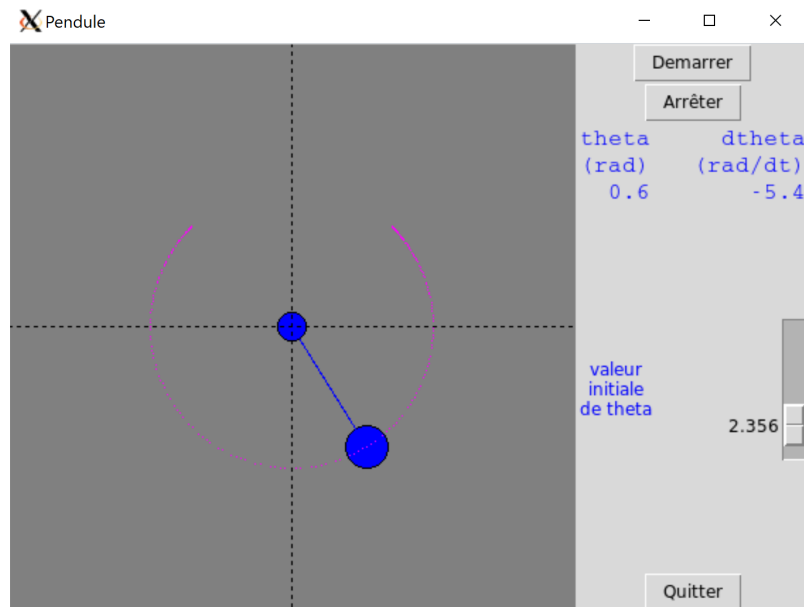 Pendule
Demarrer
Arrêter
theta dtheta
(rad) (rad/dt)
0.6 -5.4
valeur
initiale
de theta
2.356
Quitter